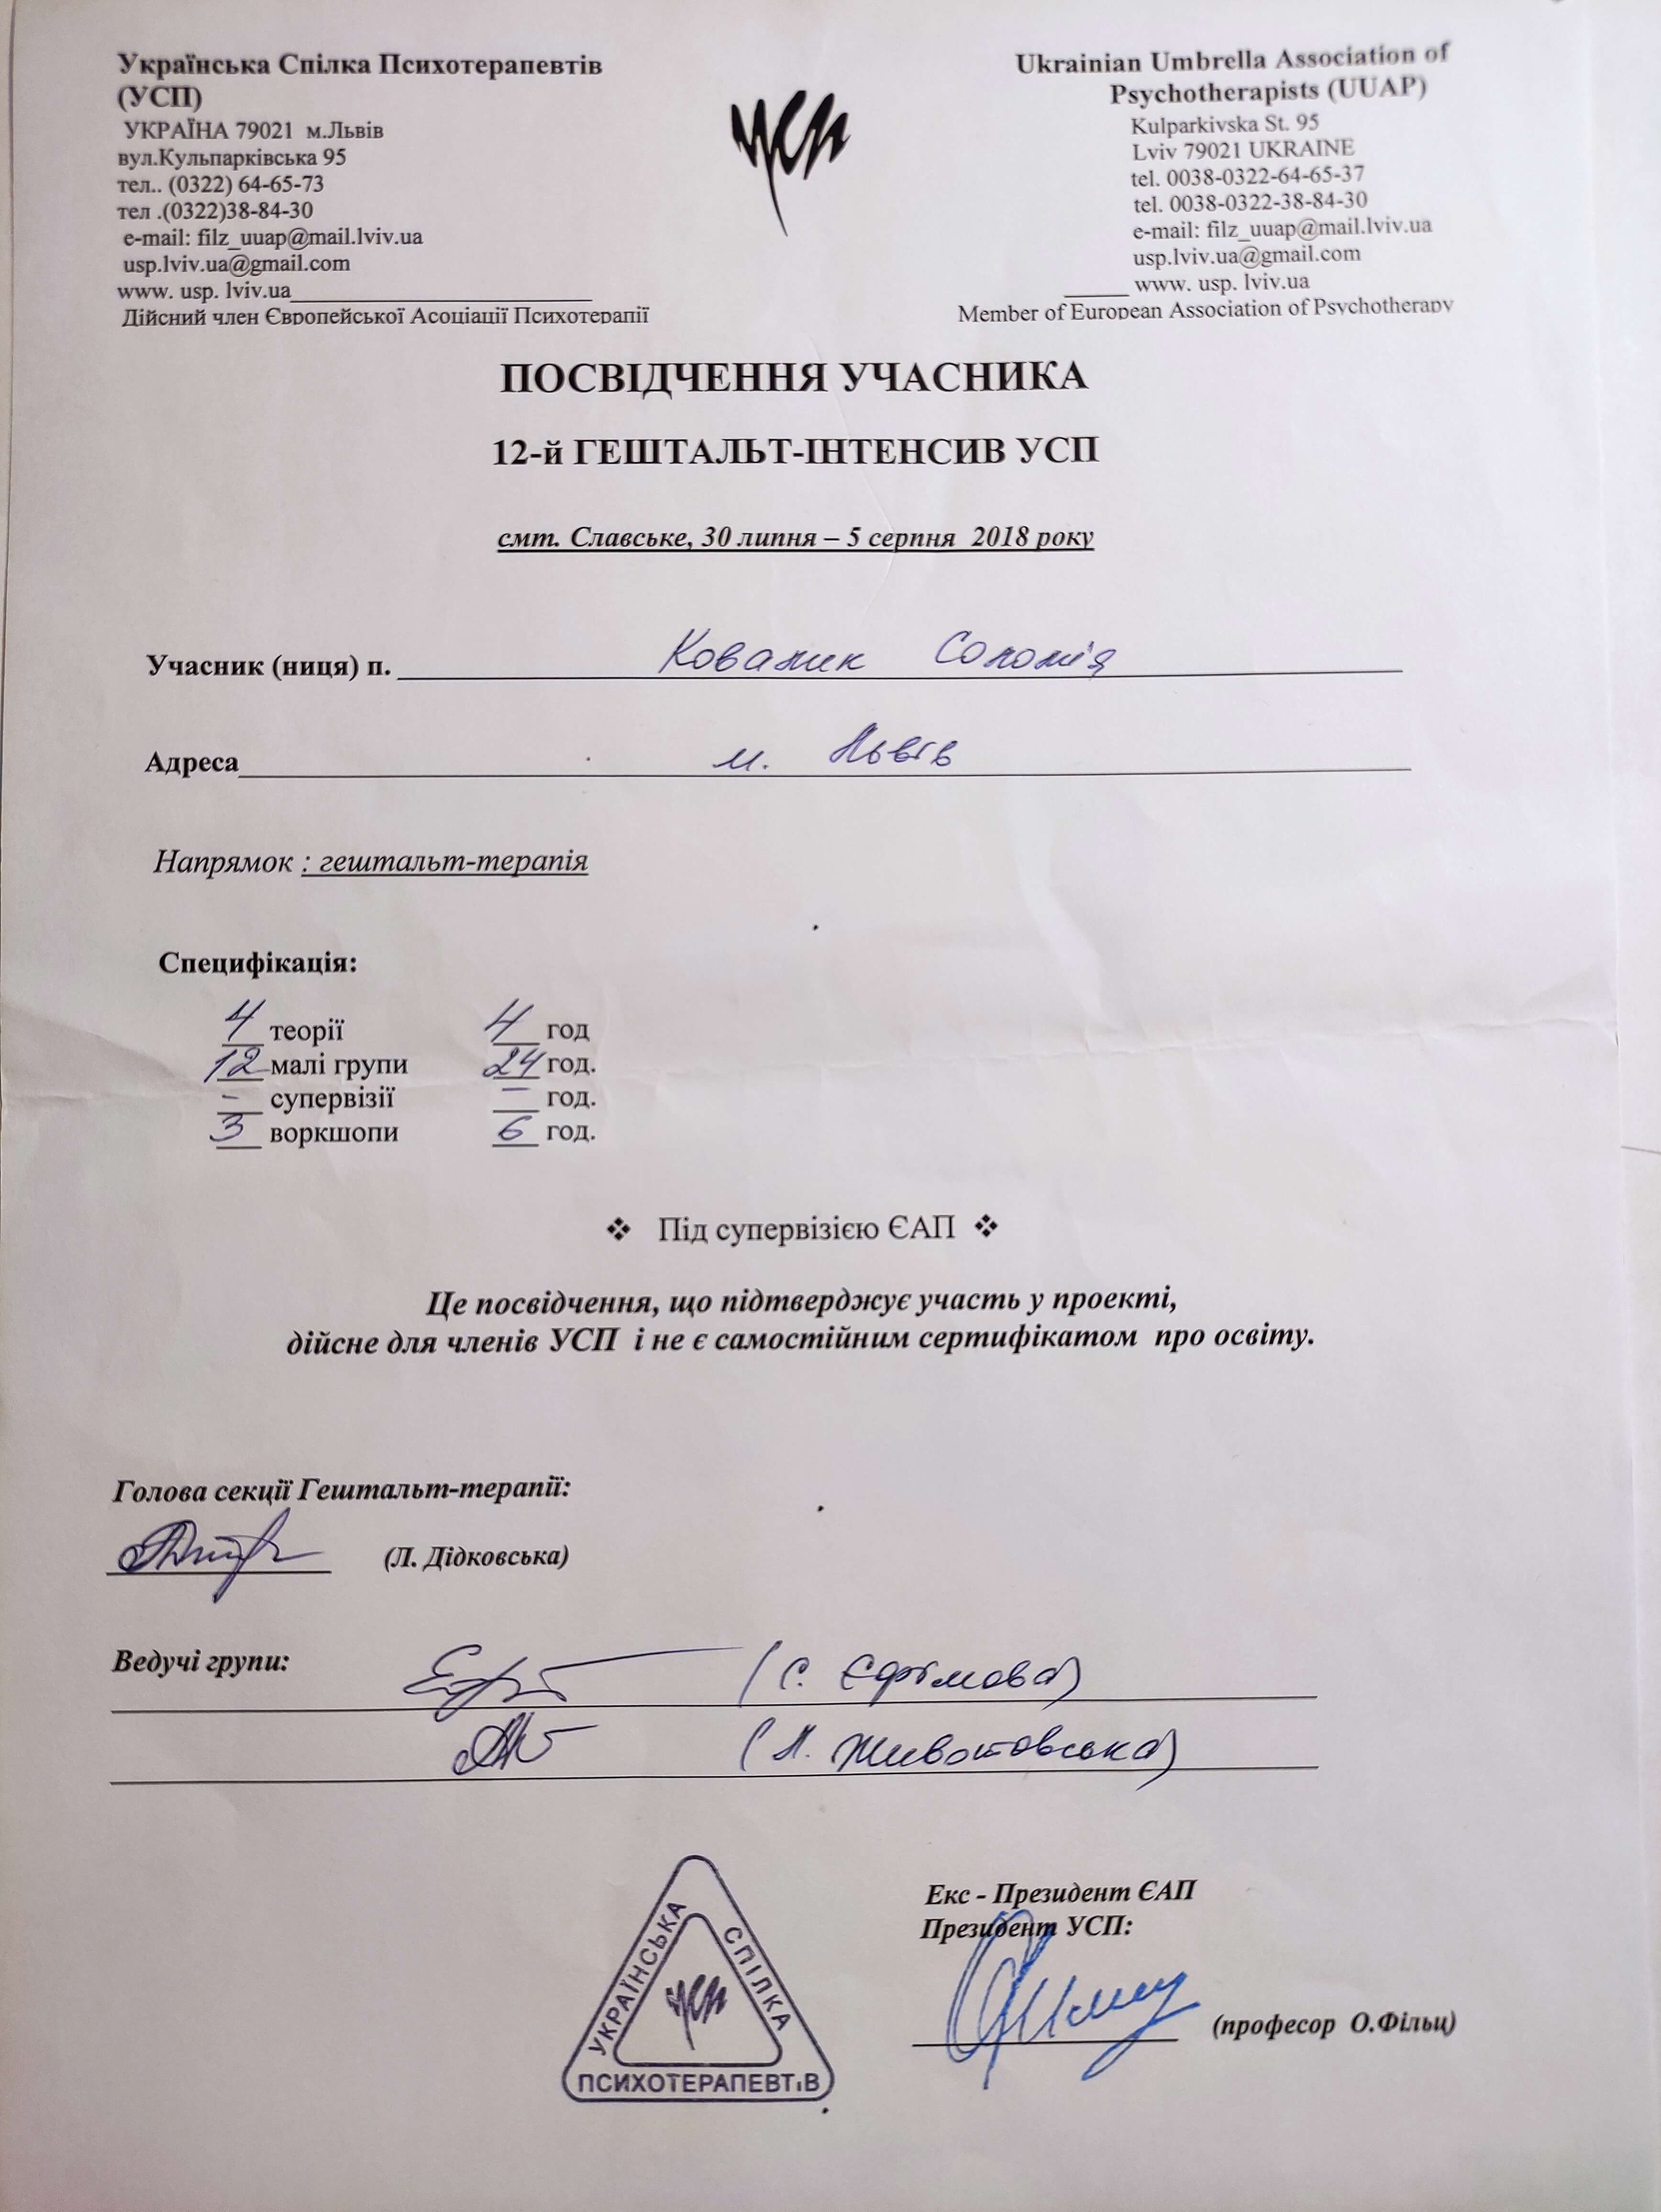 Українська Спілка Психотерапевтів
(УСП)
УКРАЇНА 79021 м.Львів
вул.Кульпарківська 95
тел.. (0322) 64-65-73
тел .(0322)38-84-30
e-mail: filz_uuap@mail.lviv.ua
usp.lviv.ua@gmail.com
www. usp. lviv.ua
Дійсний член Європейської Асоціації Психотерапії
усп
Ukrainian Umbrella Association of
Psychotherapists (UUAP)
Kulparkivska St. 95
Lviv 79021 UKRAINE
tel. 0038-0322-64-65-37
tel. 0038-0322-38-84-30
e-mail: filz_uuap@mail.lviv.ua
usp.lviv.ua@gmail.com
www. usp. lviv.ua
Member of European Association of Psychotherapy
ПОСВІДЧЕННЯ УЧАСНИКА
12-й ГЕШТАЛЬТ-ІНТЕНСИВ УСП
смт. Славське, 30 липня – 5 серпня 2018 року
Учасник (ниця) п. Соломія
Адреса м. Львів
Напрямок : гештальт-терапія
Специфікація:
4 теорії 4 год
12 малі групи 24 год.
- супервізії - год.
3 воркшопи 6 год.
❖ Під супервізією ЄАП ❖
Це посвідчення, що підтверджує участь у проекті,
дійсне для членів УСП і не є самостійним сертифікатом про освіту.
Голова секції Гештальт-терапії:
(Л. Дідковська)
Ведучі групи:
(С. Єфімова)
(Л. Животовська)
Екс - Президент ЄАП
Президент УСП:
(професор О.Фільц)
УКРАЇНСЬКА
СПІЛКА
усп
ПСИХОТЕРАПЕВТІВ